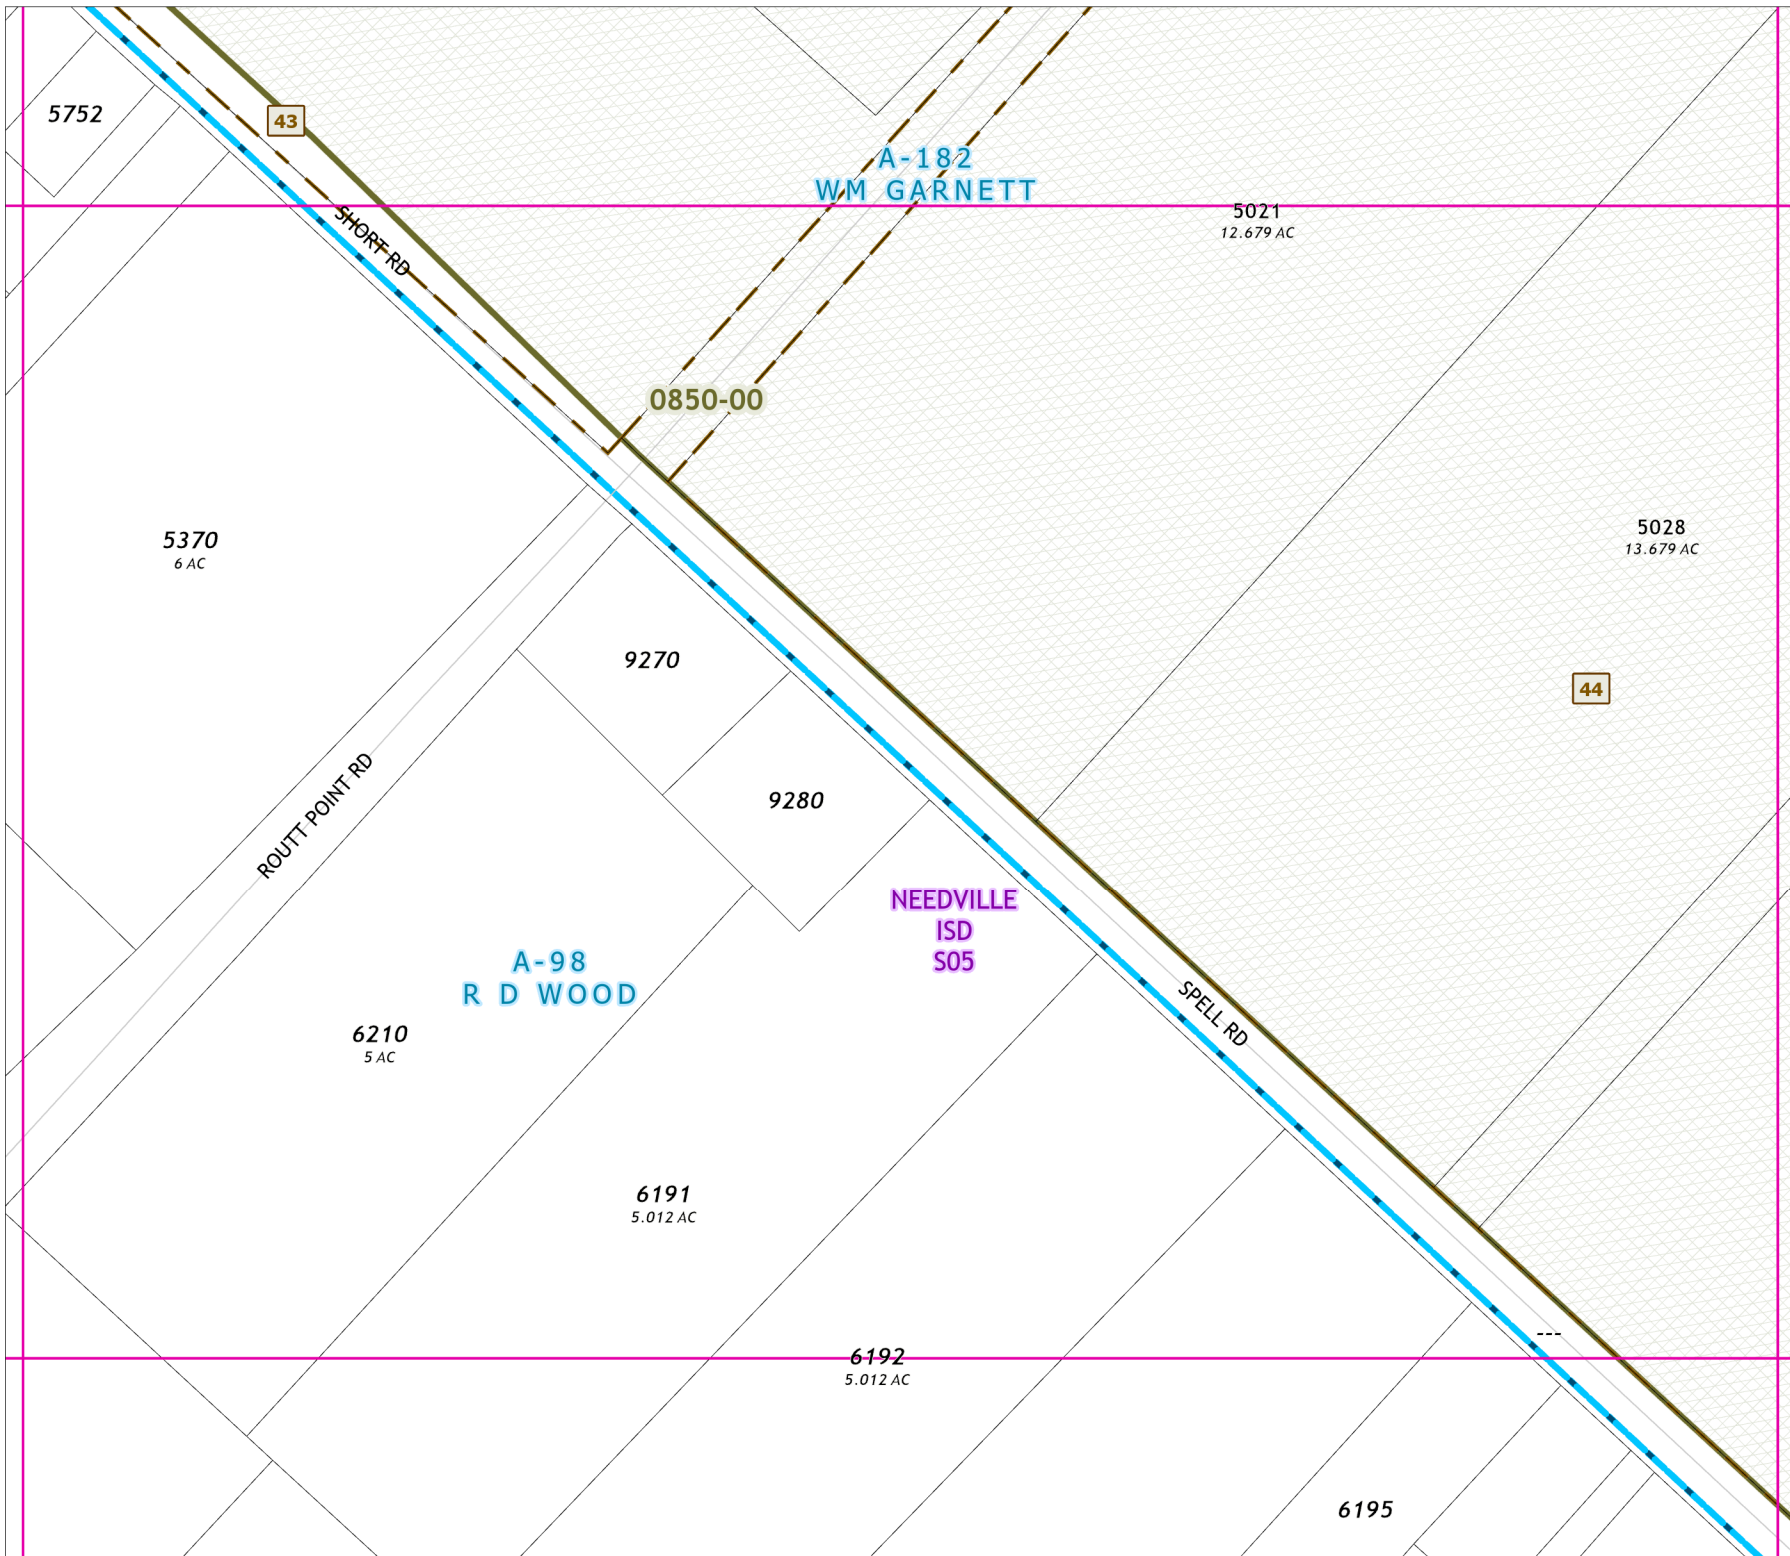 5752
43
A-182
WM GARNETT
5021
12.679 AC
SHORT RD
0850-00
5370
6 AC
5028
13.679 AC
9270
44
ROUTT POINT RD
9280
NEEDVILLE
ISD
S05
A-98
R D WOOD
SPELL RD
6210
5 AC
6191
5.012 AC
---
6192
5.012 AC
6195